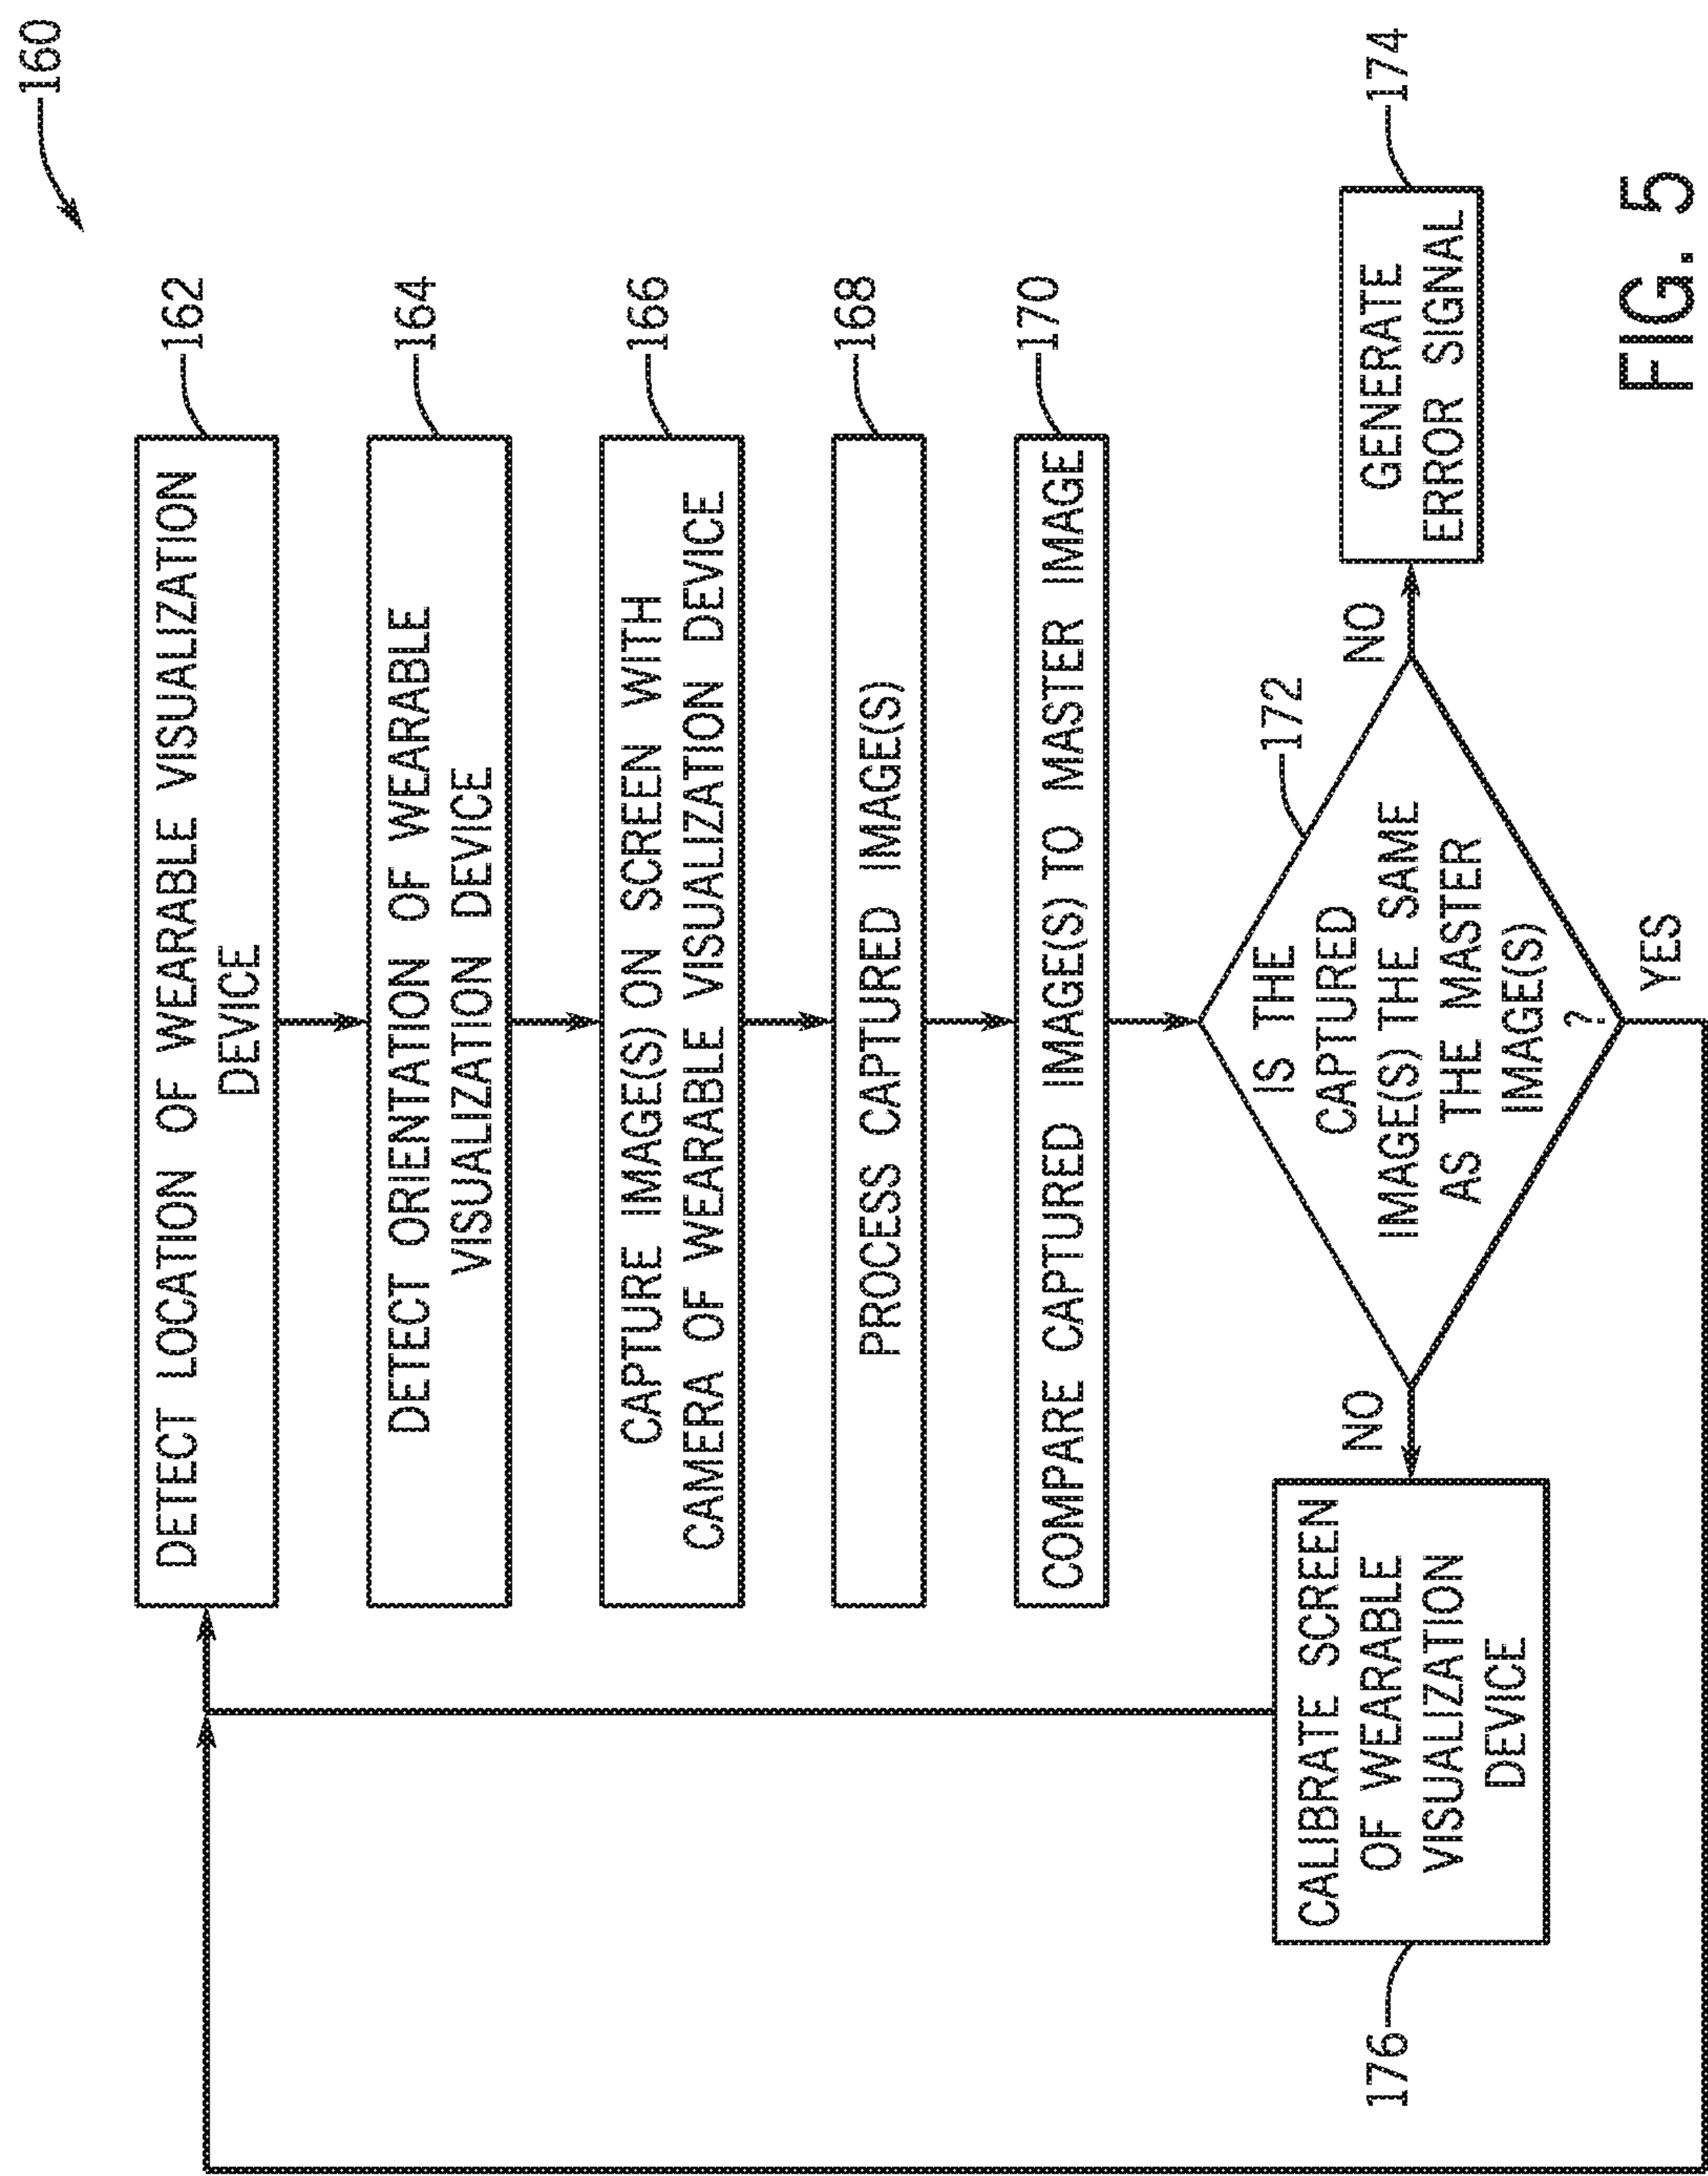 160
DETECT LOCATION OF WEARABLE VISUALIZATION
DEVICE
162
DETECT ORIENTATION OF WEARABLE
VISUALIZATION DEVICE
164
CAPTURE IMAGE(S) ON SCREEN WITH
CAMERA OF WEARABLE VISUALIZATION DEVICE
166
PROCESS CAPTURED IMAGE(S)
168
COMPARE CAPTURED IMAGE(S) TO MASTER IMAGE
170
IS THE
CAPTURED
IMAGE(S) THE SAME
AS THE MASTER
IMAGE(S)
?
172
NO
NO
YES
CALIBRATE SCREEN
OF WEARABLE
VISUALIZATION
DEVICE
176
GENERATE
ERROR SIGNAL
174
FIG. 5